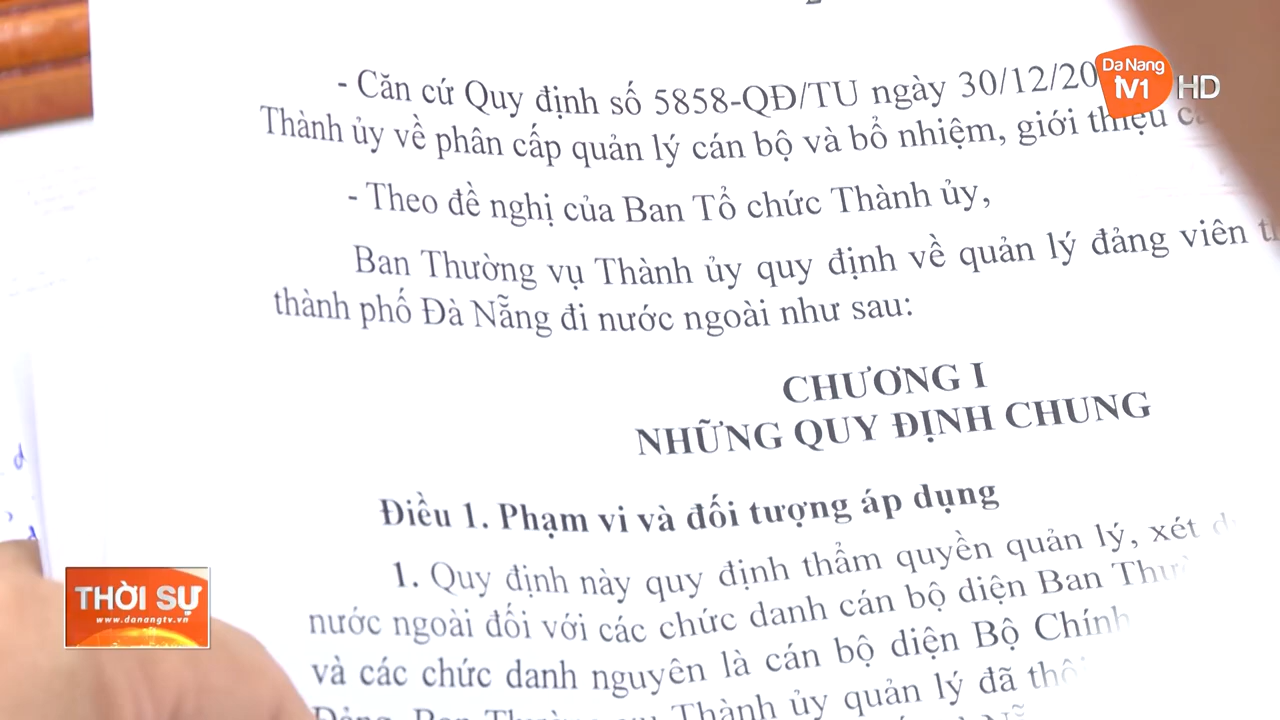 - Căn cứ Quy định số 5858-QĐ/TU ngày 30/12/20
Thành ủy về phân cấp quản lý cán bộ và bổ nhiệm, giới thiệu
- Theo đề nghị của Ban Tổ chức Thành ủy,
Ban Thường vụ Thành ủy quy định về quản lý đảng viên
thành phố Đà Nẵng đi nước ngoài như sau:
CHƯƠNG I
NHỮNG QUY ĐỊNH CHUNG
Điều 1. Phạm vi và đối tượng áp dụng
1. Quy định này quy định thẩm quyền quản lý, xét
nước ngoài đối với các chức danh cán bộ diện Ban
và các chức danh nguyên là cán bộ diện Bộ Chính
Thành ủy quản lý đã
Da Nang
TV1 HD
THỜI SỰ
www.danangtv.vn